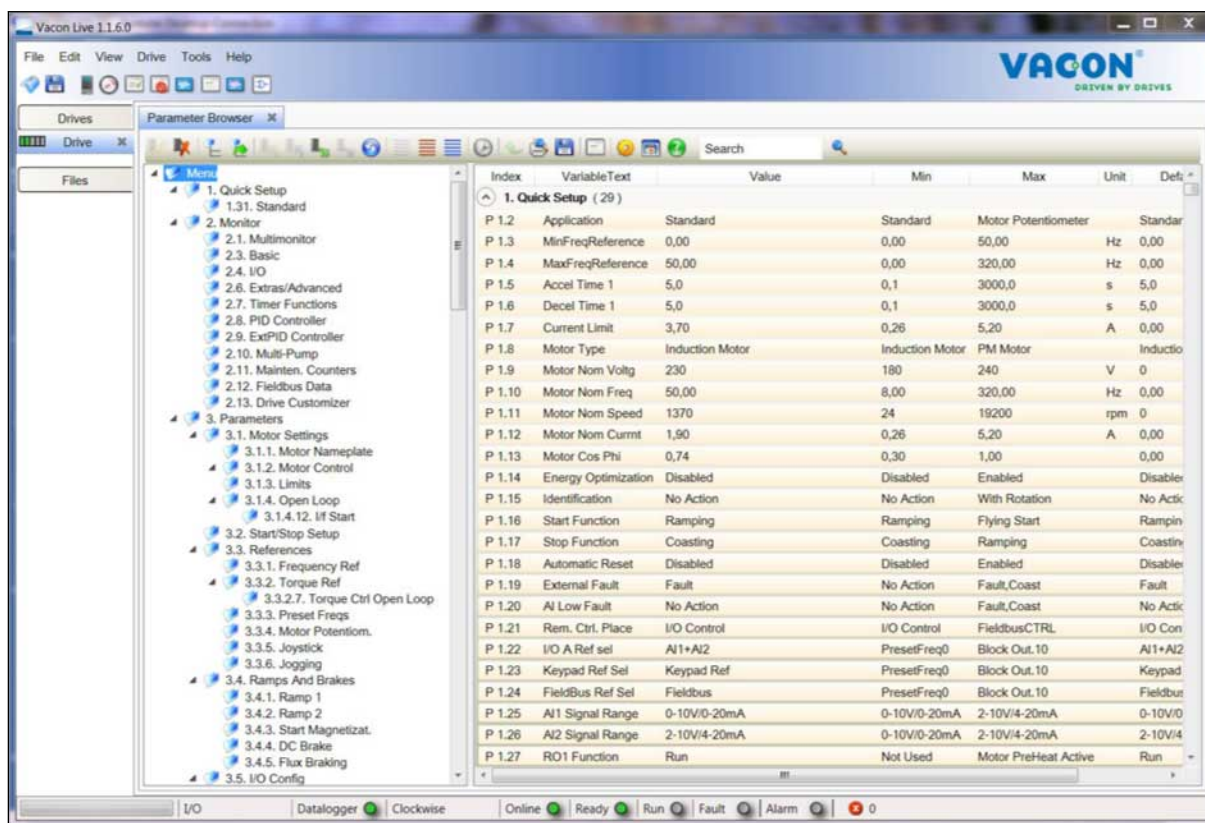 Vacon Live 1.1.6.0
File Edit View Drive Tools Help
VACON®
DRIVEN BY DRIVES
Drives
Drive
Files
Parameter Browser
Search
Menu
1. Quick Setup
1.31. Standard
2. Monitor
2.1. Multimonitor
2.3. Basic
2.4. I/O
2.6. Extras/Advanced
2.7. Timer Functions
2.8. PID Controller
2.9. ExtPID Controller
2.10. Multi-Pump
2.11. Mainten. Counters
2.12. Fieldbus Data
2.13. Drive Customizer
3. Parameters
3.1. Motor Settings
3.1.1. Motor Nameplate
3.1.2. Motor Control
3.1.3. Limits
3.1.4. Open Loop
3.1.4.12. I/f Start
3.2. Start/Stop Setup
3.3. References
3.3.1. Frequency Ref
3.3.2. Torque Ref
3.3.2.7. Torque Ctrl Open Loop
3.3.3. Preset Freqs
3.3.4. Motor Potentiom.
3.3.5. Joystick
3.3.6. Jogging
3.4. Ramps And Brakes
3.4.1. Ramp 1
3.4.2. Ramp 2
3.4.3. Start Magnetizat.
3.4.4. DC Brake
3.4.5. Flux Braking
3.5. I/O Config
Index VariableText Value Min Max Unit Defa
1. Quick Setup (29)
P 1.2 Application Standard Standard Motor Potentiometer Standar
P 1.3 MinFreqReference 0,00 0,00 50,00 Hz 0,00
P 1.4 MaxFreqReference 50,00 0,00 320,00 Hz 0,00
P 1.5 Accel Time 1 5,0 0,1 3000,0 s 5,0
P 1.6 Decel Time 1 5,0 0,1 3000,0 s 5,0
P 1.7 Current Limit 3,70 0,26 5,20 A 0,00
P 1.8 Motor Type Induction Motor Induction Motor PM Motor Inductio
P 1.9 Motor Nom Voltg 230 180 240 V 0
P 1.10 Motor Nom Freq 50,00 8,00 320,00 Hz 0,00
P 1.11 Motor Nom Speed 1370 24 19200 rpm 0
P 1.12 Motor Nom Currnt 1,90 0,26 5,20 A 0,00
P 1.13 Motor Cos Phi 0,74 0,30 1,00 0,00
P 1.14 Energy Optimization Disabled Disabled Enabled Disable
P 1.15 Identification No Action No Action With Rotation No Actic
P 1.16 Start Function Ramping Ramping Flying Start Rampin
P 1.17 Stop Function Coasting Coasting Ramping Coastin
P 1.18 Automatic Reset Disabled Disabled Enabled Disable
P 1.19 External Fault Fault No Action Fault,Coast Fault
P 1.20 AI Low Fault No Action No Action Fault,Coast No Actic
P 1.21 Rem. Ctrl. Place I/O Control I/O Control FieldbusCTRL I/O Con
P 1.22 I/O A Ref sel AI1+AI2 PresetFreq0 Block Out.10 AI1+AI2
P 1.23 Keypad Ref Sel Keypad Ref PresetFreq0 Block Out.10 Keypad
P 1.24 FieldBus Ref Sel Fieldbus PresetFreq0 Block Out.10 Fieldbus
P 1.25 AI1 Signal Range 0-10V/0-20mA 0-10V/0-20mA 2-10V/4-20mA 0-10V/0
P 1.26 AI2 Signal Range 2-10V/4-20mA 0-10V/0-20mA 2-10V/4-20mA 2-10V/4
P 1.27 RO1 Function Run Not Used Motor PreHeat Active Run
I/O Datalogger Clockwise Online Ready Run Fault Alarm 0